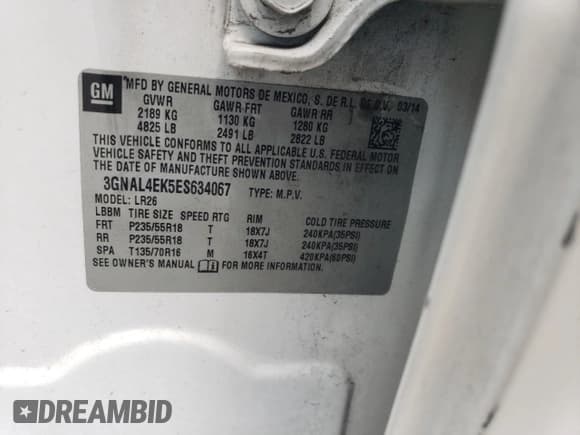 GM
MFD BY GENERAL MOTORS DE MEXICO, S. DE R.L. DE C.V. 03/14
GVWR GAWR-FRT GAWR RR
2189 KG 1130 KG 1280 KG
4825 LB 2491 LB 2822 LB
THIS VEHICLE CONFORMS TO ALL APPLICABLE U.S. FEDERAL MOTOR
VEHICLE SAFETY AND THEFT PREVENTION STANDARDS IN EFFECT ON
THE DATE OF MANUFACTURE SHOWN ABOVE.
3GNAL4EK5ES634067 TYPE: M.P.V.
MODEL: LR26
LBBM TIRE SIZE SPEED RTG RIM COLD TIRE PRESSURE
FRT P235/55R18 T 18X7J 240KPA(35PSI)
RR P235/55R18 T 18X7J 240KPA(35PSI)
SPA T135/70R16 M 16X4T 420KPA(60PSI)
SEE OWNER'S MANUAL FOR MORE INFORMATION.
DREAMBID